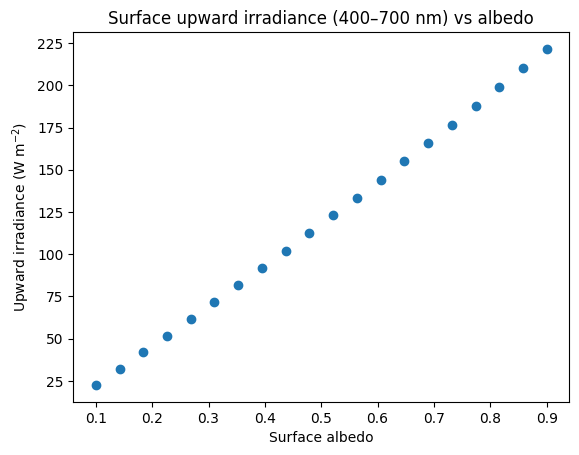 Surface upward irradiance (400–700 nm) vs albedo
Upward irradiance (W m⁻²)
225
200
175
150
125
100
75
50
25
0.1 0.2 0.3 0.4 0.5 0.6 0.7 0.8 0.9
Surface albedo